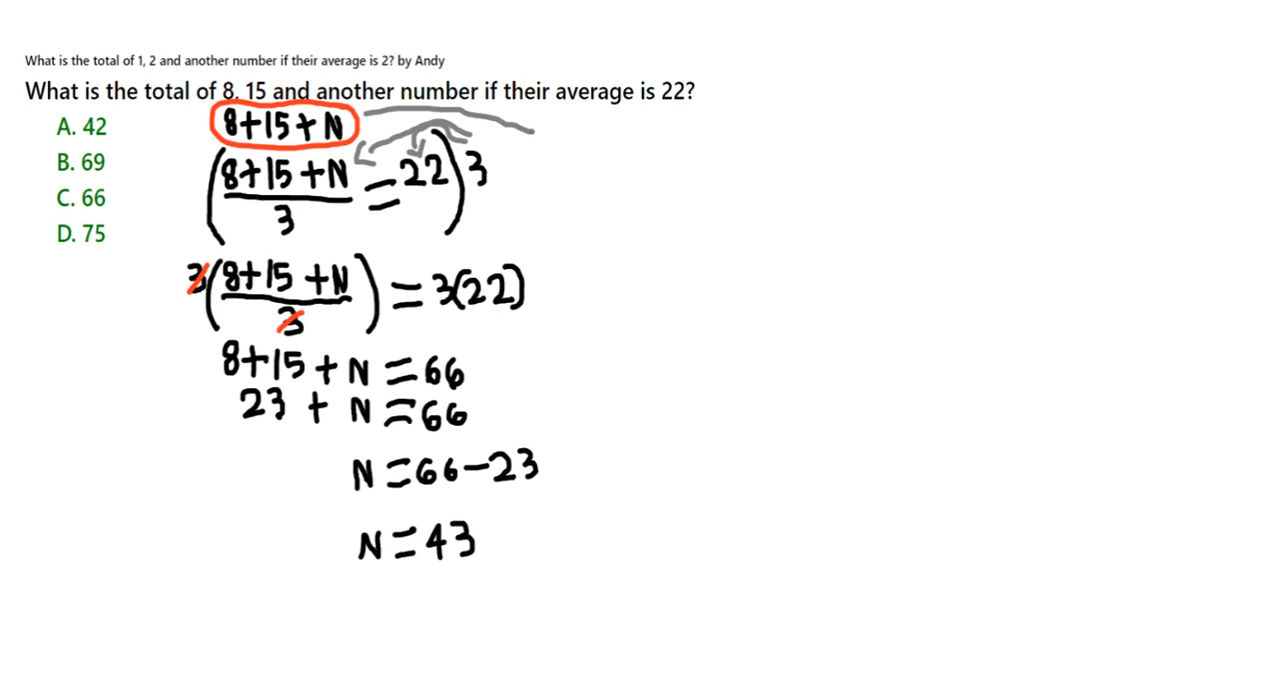 What is the total of 1, 2 and another number if their average is 2? by Andy
What is the total of 8, 15 and another number if their average is 22?
A. 42
B. 69
C. 66
D. 75
8+15+N
(8+15+N/3 = 22)3
3(8+15+N/3) = 3(22)
8+15+N=66
23 + N=66
N=66-23
N=43